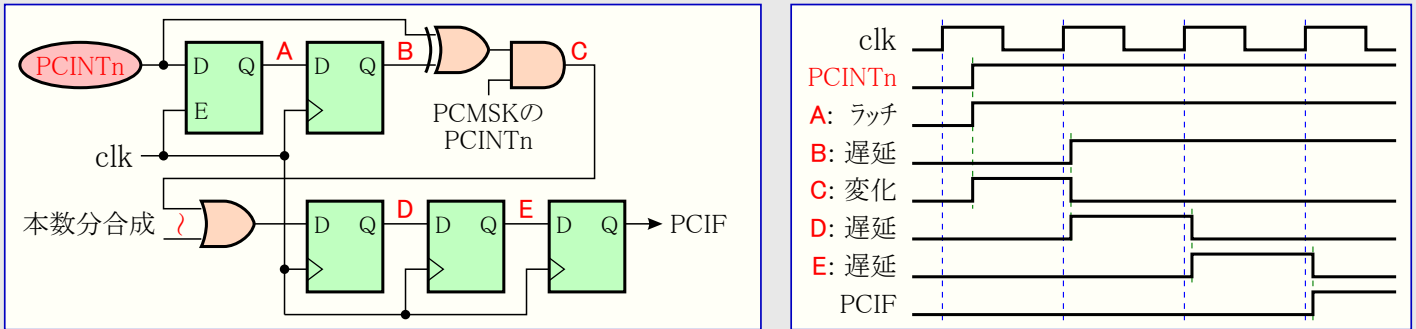 PCINTn
D Q
E
A
D Q
B
C
PCMSKの
PCINTn
clk
本数分合成
~
D Q
D
D Q
E
D Q
PCIF
clk
PCINTn
A: ラッチ
B: 遅延
C: 変化
D: 遅延
E: 遅延
PCIF